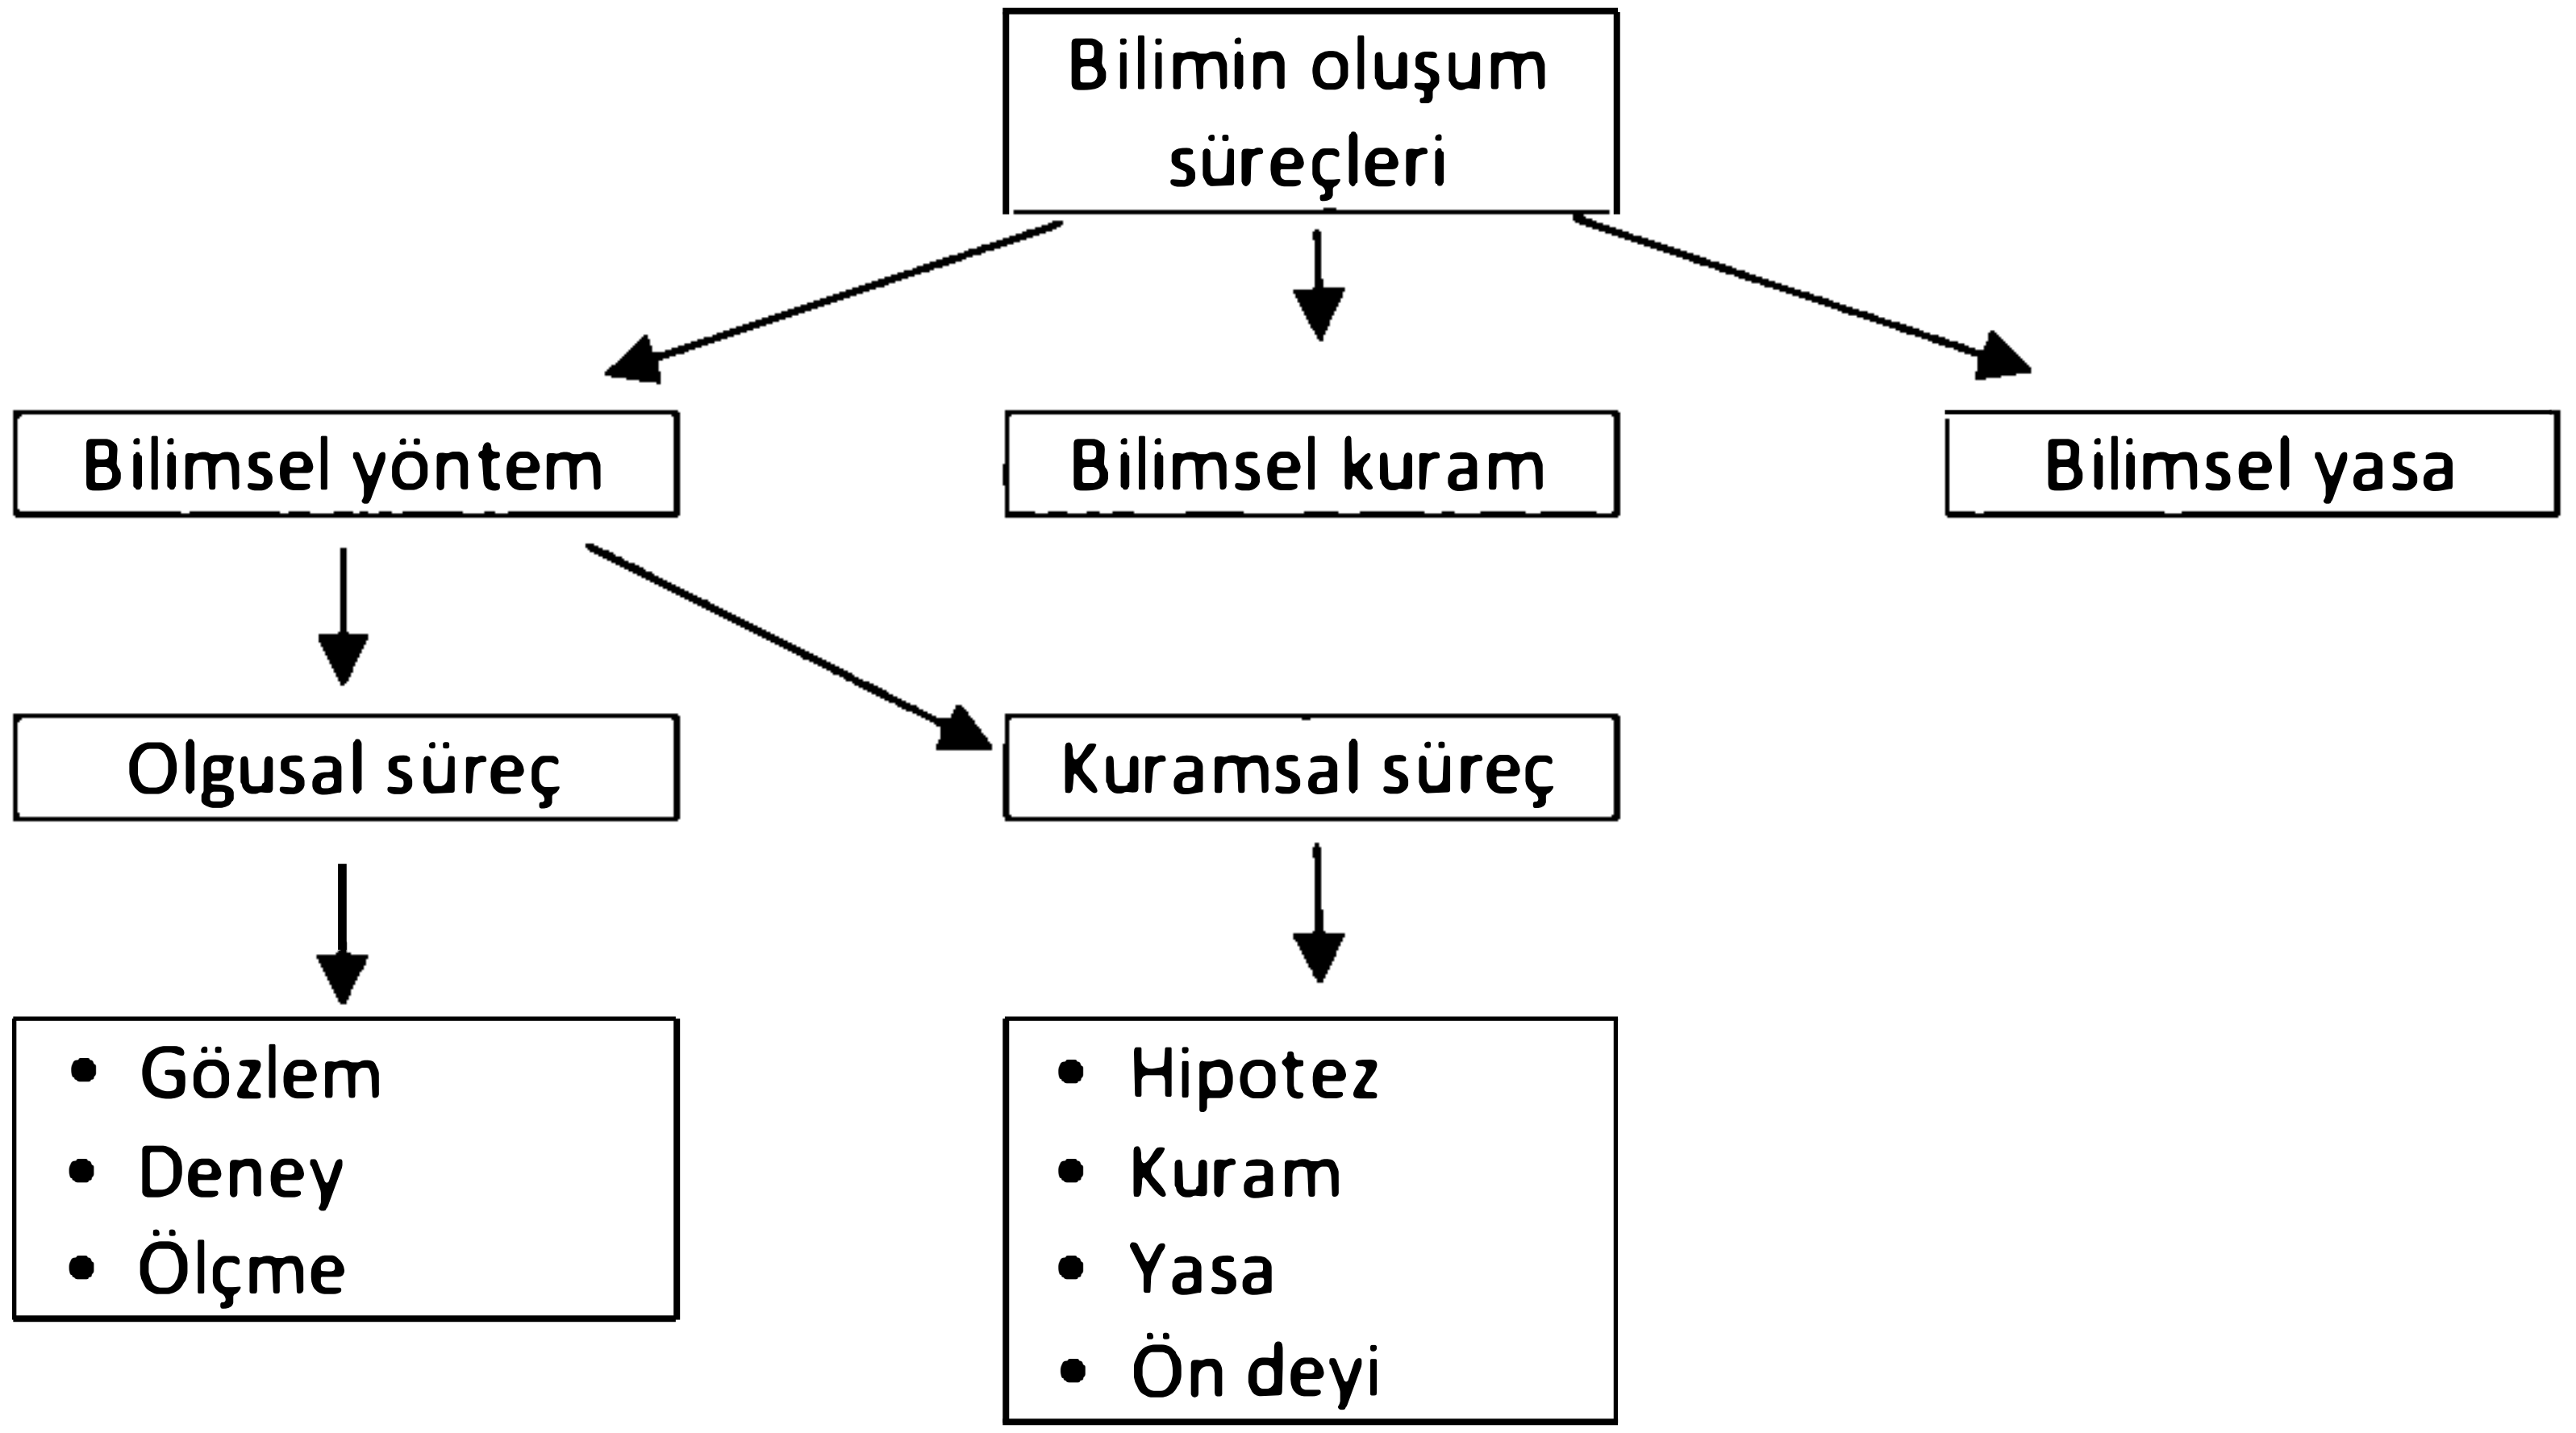 Bilimin oluşum
süreçleri
Bilimsel yöntem
Bilimsel kuram
Bilimsel yasa
Olgusal süreç
Kuramsal süreç
• Gözlem
• Deney
• Ölçme
• Hipotez
• Kuram
• Yasa
• Ön deyi